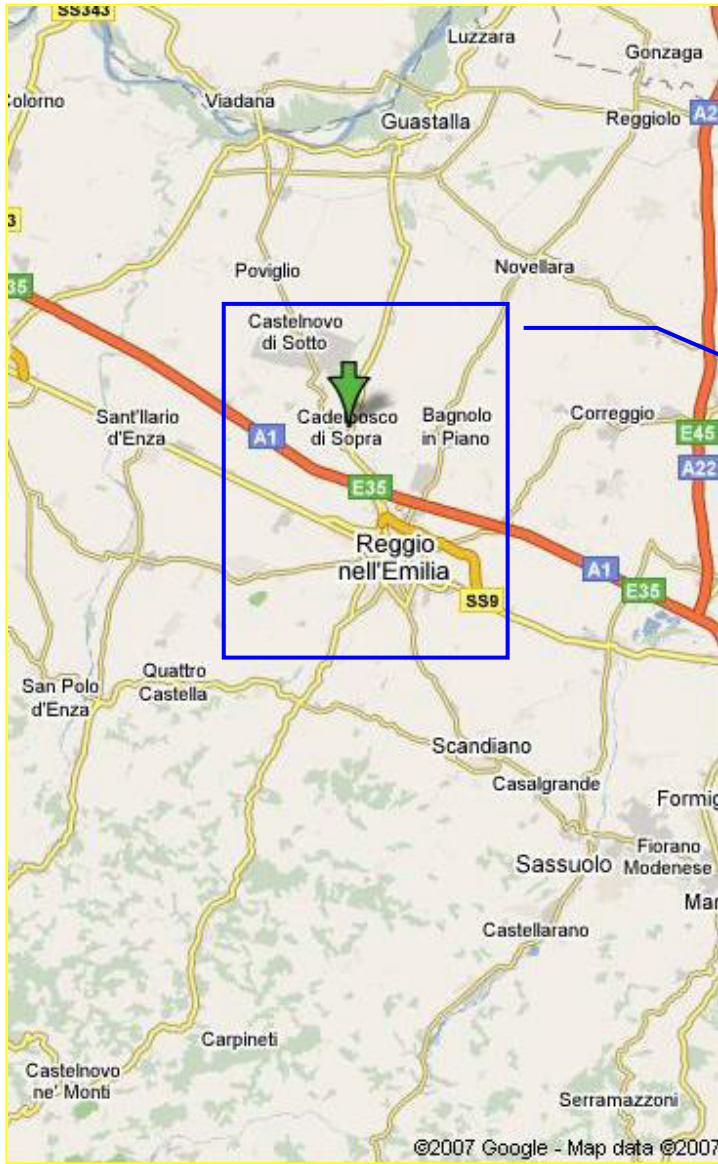 SS343
Luzzara
Gonzaga
Colorno
Viadana
Guastalla
Reggiolo
A2
3
Poviglio
Novellara
35
Castelnovo
di Sotto
Sant'Ilario
d'Enza
Cadelbosco
di Sopra
Bagnolo
in Piano
Correggio
A1
E45
A22
E35
Reggio
nell'Emilia
A1
E35
SS9
Quattro
Castella
San Polo
d'Enza
Scandiano
Casalgrande
Formig
Fiorano
Modenese
Sassuolo
Mar
Castellarano
Carpineti
Castelnovo
ne' Monti
Serramazzoni
©2007 Google - Map data ©2007